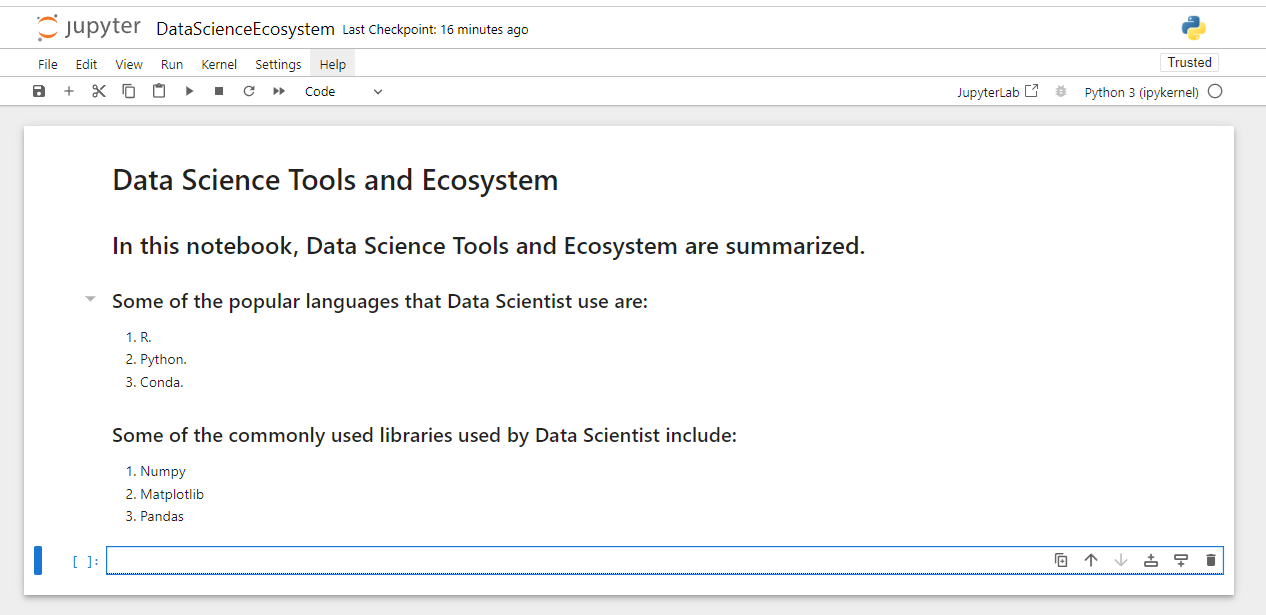 jupyter DataScienceEcosystem Last Checkpoint: 16 minutes ago
File Edit View Run Kernel Settings Help Trusted
Code JupyterLab Python 3 (ipykernel)
Data Science Tools and Ecosystem
In this notebook, Data Science Tools and Ecosystem are summarized.
Some of the popular languages that Data Scientist use are:
1. R.
2. Python.
3. Conda.
Some of the commonly used libraries used by Data Scientist include:
1. Numpy
2. Matplotlib
3. Pandas
[ ]: